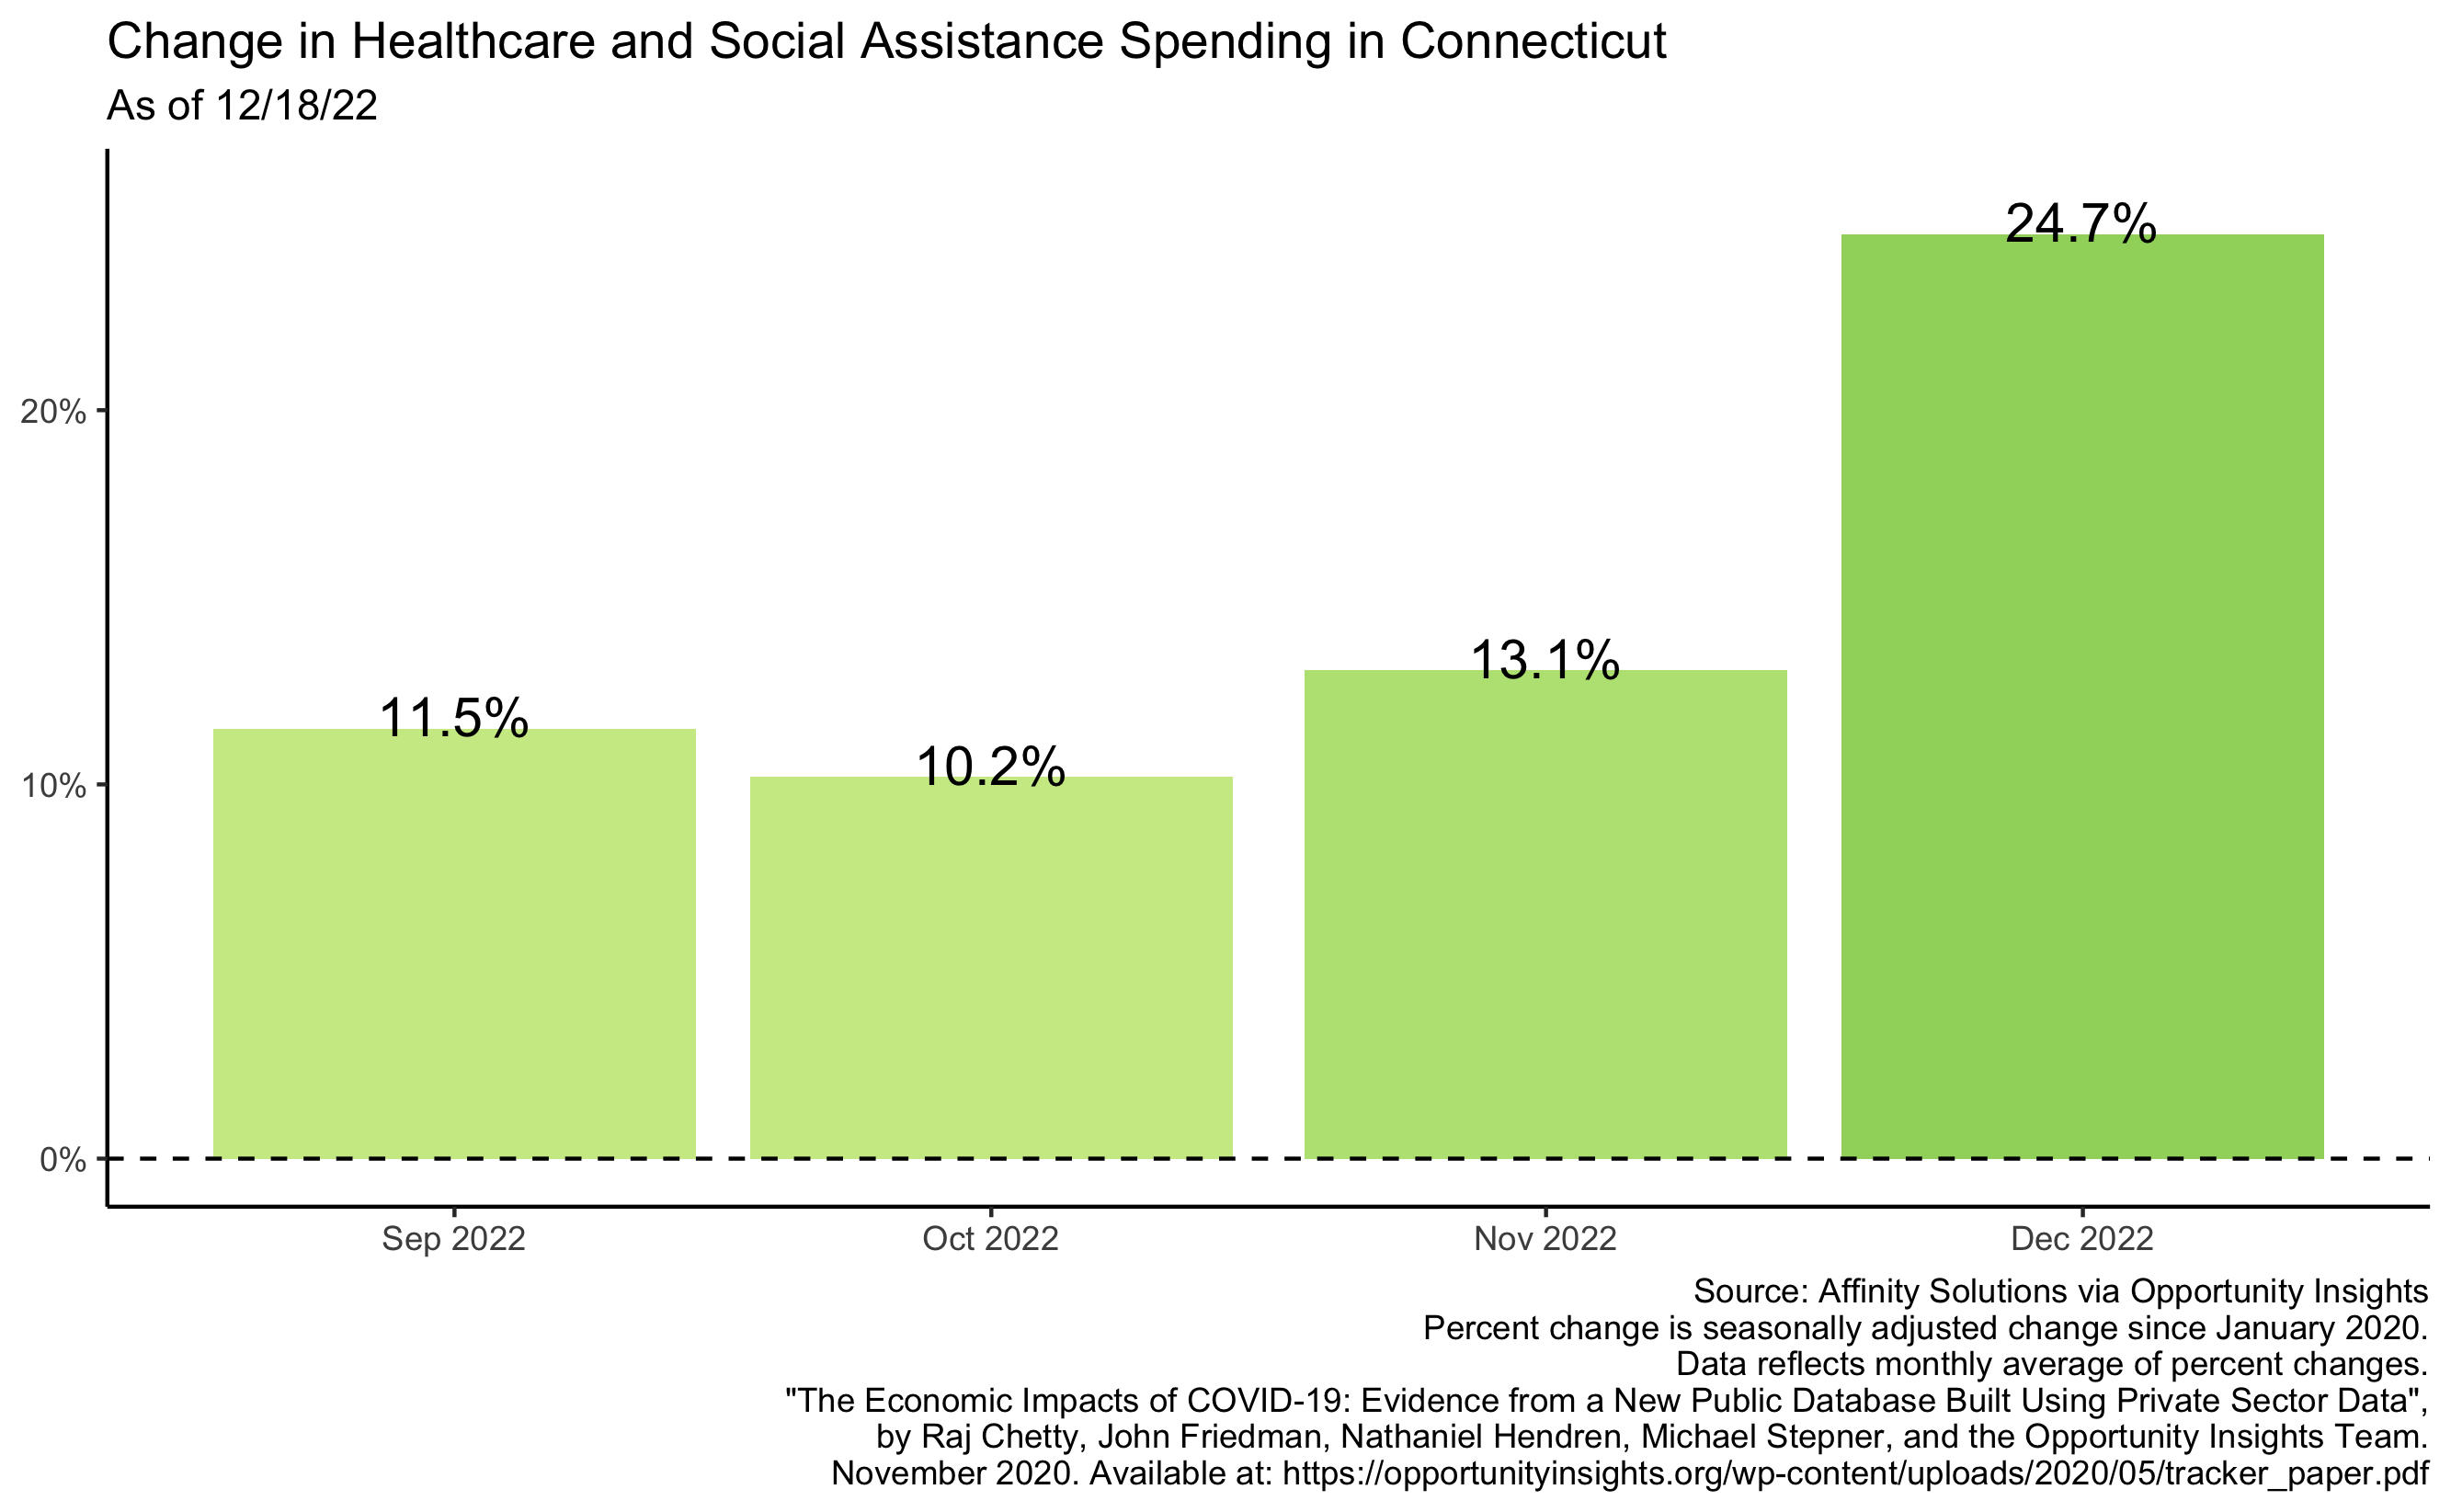 Change in Healthcare and Social Assistance Spending in Connecticut
As of 12/18/22
24.7%
20%
13.1%
11.5%
10.2%
10%
0%
Sep 2022 Oct 2022 Nov 2022 Dec 2022
Source: Affinity Solutions via Opportunity Insights
Percent change is seasonally adjusted change since January 2020.
Data reflects monthly average of percent changes.
"The Economic Impacts of COVID-19: Evidence from a New Public Database Built Using Private Sector Data",
by Raj Chetty, John Friedman, Nathaniel Hendren, Michael Stepner, and the Opportunity Insights Team.
November 2020. Available at: https://opportunityinsights.org/wp-content/uploads/2020/05/tracker_paper.pdf